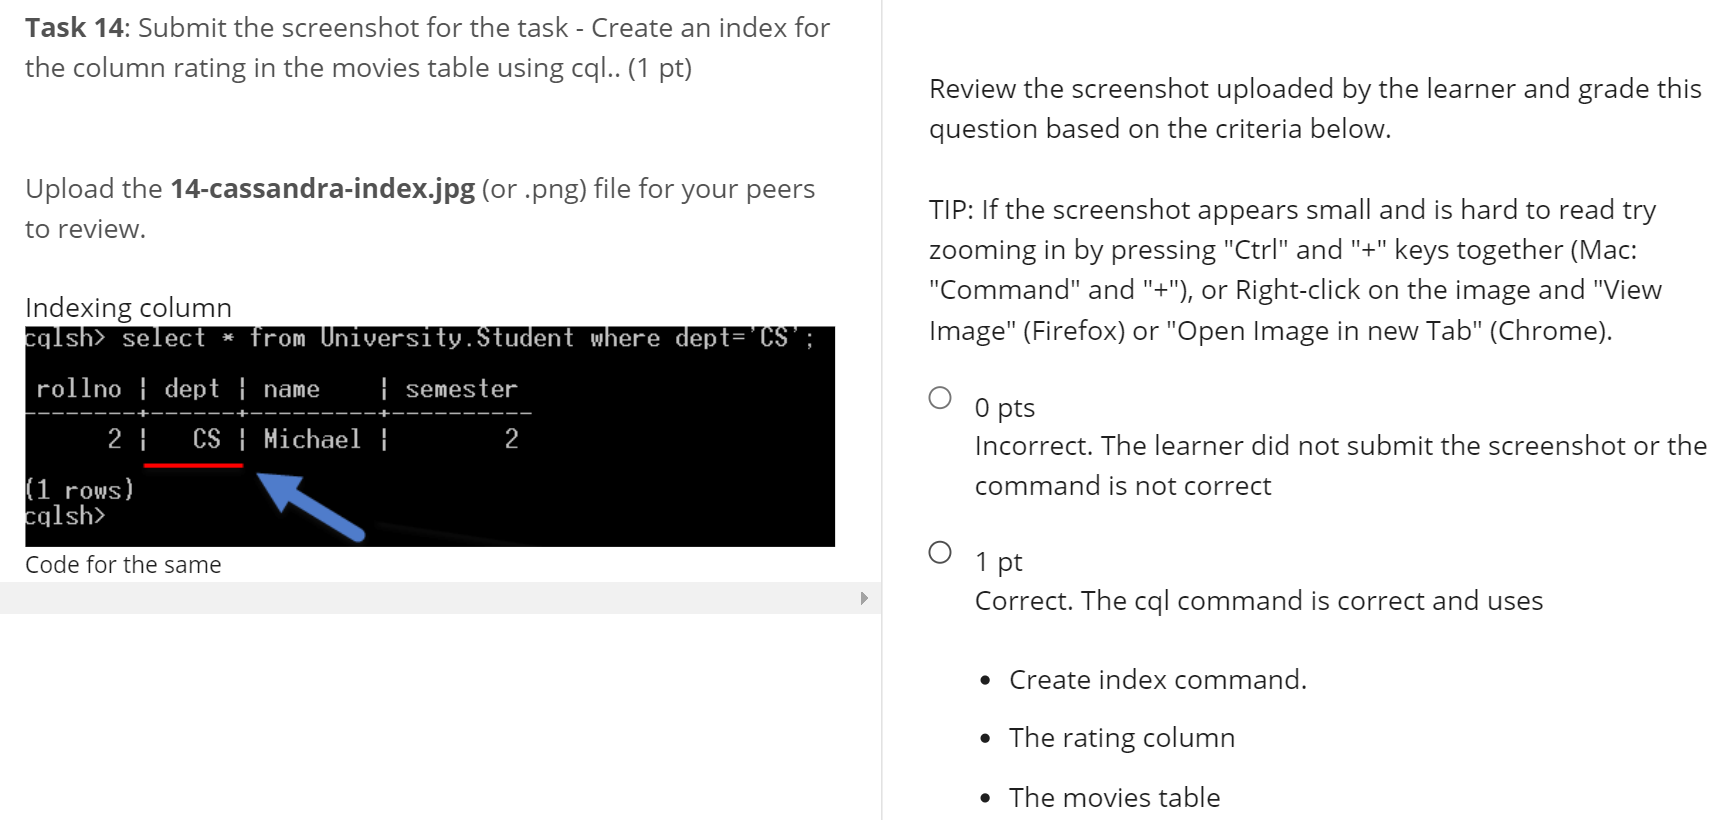 Task 14: Submit the screenshot for the task - Create an index for
the column rating in the movies table using cql.. (1 pt)
Upload the 14-cassandra-index.jpg (or .png) file for your peers
to review.
Indexing column
cqlsh> select * from University.Student where dept='CS';
rollno | dept | name | semester
--------+------+---------+----------
2 | CS | Michael | 2
(1 rows)
cqlsh>
Code for the same
Review the screenshot uploaded by the learner and grade this
question based on the criteria below.
TIP: If the screenshot appears small and is hard to read try
zooming in by pressing "Ctrl" and "+" keys together (Mac:
"Command" and "+"), or Right-click on the image and "View
Image" (Firefox) or "Open Image in new Tab" (Chrome).
0 pts
Incorrect. The learner did not submit the screenshot or the
command is not correct
1 pt
Correct. The cql command is correct and uses
• Create index command.
• The rating column
• The movies table